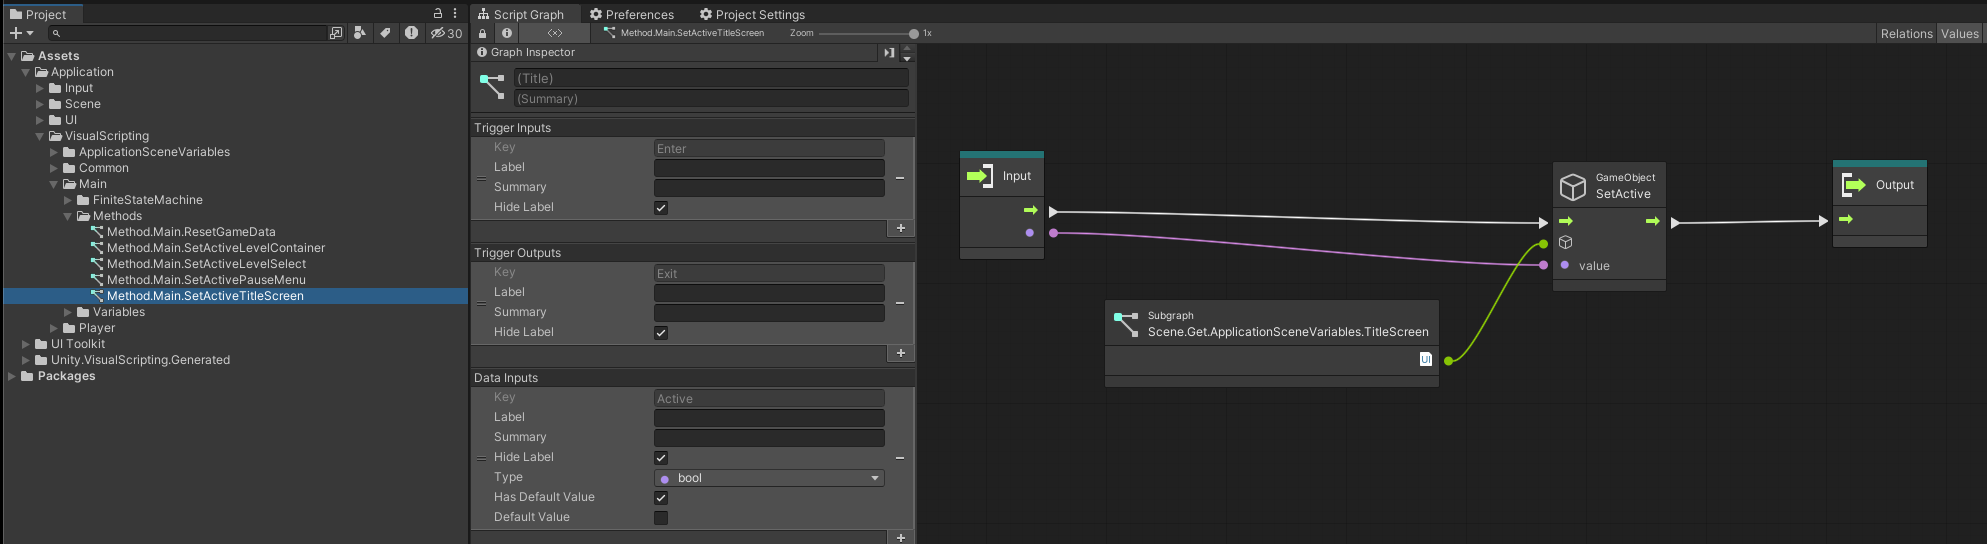 Project
30
Assets
Application
Input
Scene
UI
VisualScripting
ApplicationSceneVariables
Common
Main
FiniteStateMachine
Methods
Method.Main.ResetGameData
Method.Main.SetActiveLevelContainer
Method.Main.SetActiveLevelSelect
Method.Main.SetActivePauseMenu
Method.Main.SetActiveTitleScreen
Variables
Player
UI Toolkit
Unity.VisualScripting.Generated
Packages
Script Graph
Preferences
Project Settings
<×>
Method.Main.SetActiveTitleScreen
Zoom
1x
Relations
Values
Graph Inspector
(Title)
(Summary)
Trigger Inputs
Key
Enter
Label
Summary
Hide Label
Trigger Outputs
Key
Exit
Label
Summary
Hide Label
Data Inputs
Key
Active
Label
Summary
Hide Label
Type
bool
Has Default Value
Default Value
Input
Subgraph
Scene.Get.ApplicationSceneVariables.TitleScreen
UI
GameObject
SetActive
value
Output